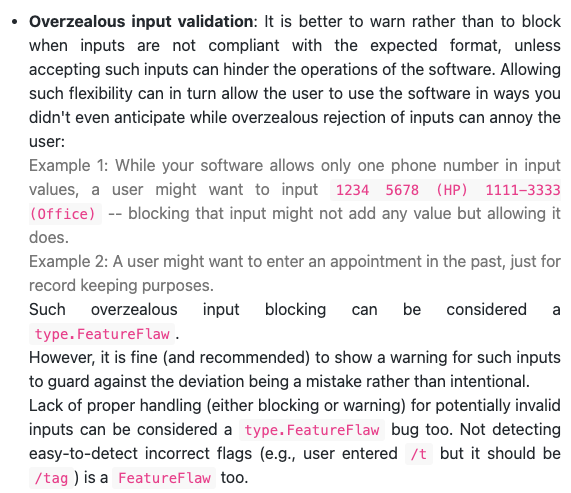 • Overzealous input validation: It is better to warn rather than to block
when inputs are not compliant with the expected format, unless
accepting such inputs can hinder the operations of the software. Allowing
such flexibility can in turn allow the user to use the software in ways you
didn't even anticipate while overzealous rejection of inputs can annoy the
user:
Example 1: While your software allows only one phone number in input
values, a user might want to input 1234 5678 (HP) 1111-3333
(Office) -- blocking that input might not add any value but allowing it
does.
Example 2: A user might want to enter an appointment in the past, just for
record keeping purposes.
Such overzealous input blocking can be considered a
type.FeatureFlaw.
However, it is fine (and recommended) to show a warning for such inputs
to guard against the deviation being a mistake rather than intentional.
Lack of proper handling (either blocking or warning) for potentially invalid
inputs can be considered a type.FeatureFlaw bug too. Not detecting
easy-to-detect incorrect flags (e.g., user entered /t but it should be
/tag ) is a FeatureFlaw too.